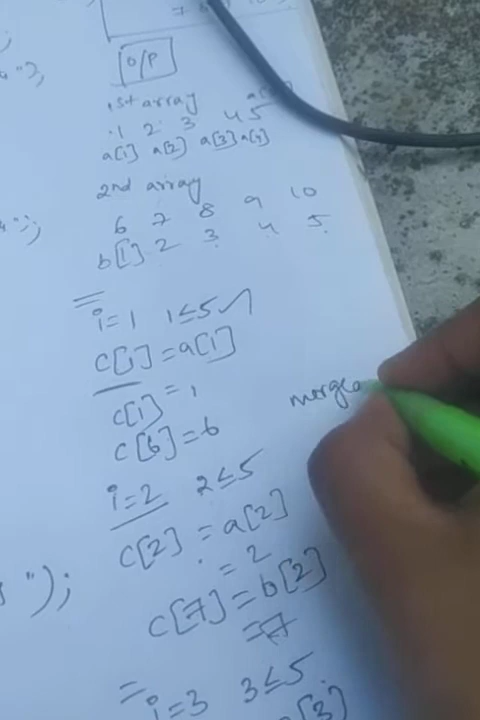 O/P
1st array
1 2 3 4 5
a[1] a[2] a[3] a[4]
2nd array
6 7 8 9 10
b[1] 2 3 4 5
i=1 1≤5
c[1] = a[1]
c[1] = 1
c[6] = 6
i=2 2≤5
c[2] = a[2]
= 2
c[7] = b[2]
= 7
i=3 3≤5
");